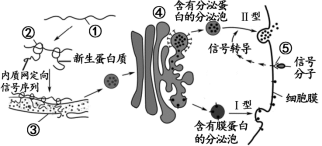 ①
②
新生蛋白质
内质网定向
信号序列
③
④
含有分泌蛋
白的分泌泡
II型
信号转导
⑤
信号
分子
细胞膜
I型
含有膜蛋白
的分泌泡